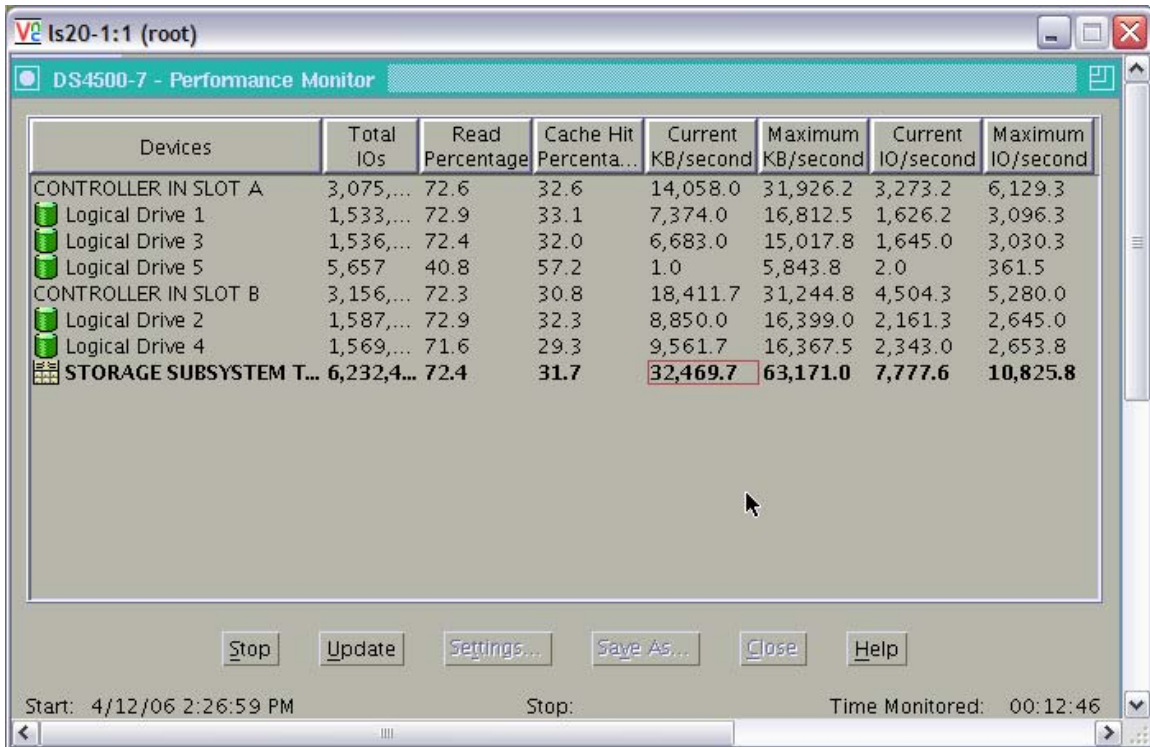 ls20-1:1 (root)
DS4500-7 - Performance Monitor
Devices Total IOs Read Percentage Cache Hit Percenta... Current KB/second Maximum KB/second Current IO/second Maximum IO/second
CONTROLLER IN SLOT A 3,075,... 72.6 32.6 14,058.0 31,926.2 3,273.2 6,129.3
Logical Drive 1 1,533,... 72.9 33.1 7,374.0 16,812.5 1,626.2 3,096.3
Logical Drive 3 1,536,... 72.4 32.0 6,683.0 15,017.8 1,645.0 3,030.3
Logical Drive 5 5,657 40.8 57.2 1.0 5,843.8 2.0 361.5
CONTROLLER IN SLOT B 3,156,... 72.3 30.8 18,411.7 31,244.8 4,504.3 5,280.0
Logical Drive 2 1,587,... 72.9 32.3 8,850.0 16,399.0 2,161.3 2,645.0
Logical Drive 4 1,569,... 71.6 29.3 9,561.7 16,367.5 2,343.0 2,653.8
STORAGE SUBSYSTEM T... 6,232,4... 72.4 31.7 32,469.7 63,171.0 7,777.6 10,825.8
Stop Update Settings... Save As... Close Help
Start: 4/12/06 2:26:59 PM Stop: Time Monitored: 00:12:46